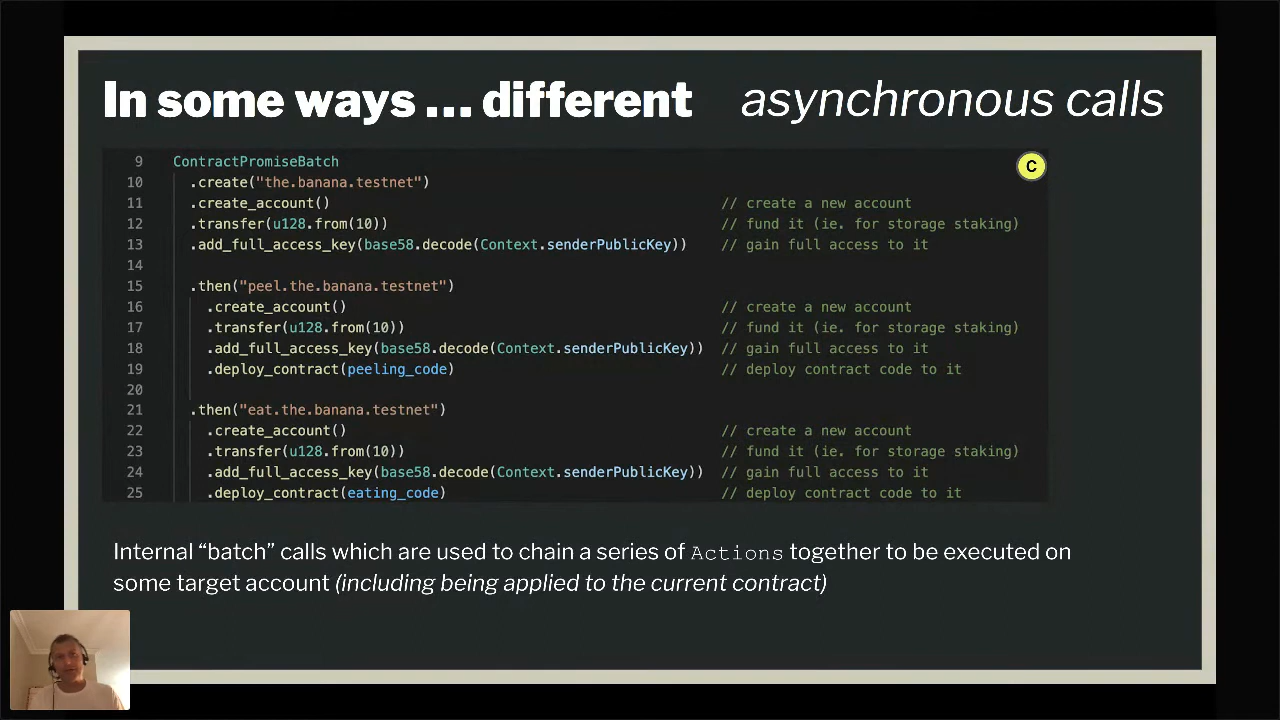 In some ways ... different asynchronous calls
C
9 ContractPromiseBatch
10 .create("the.banana.testnet")
11 .create_account() // create a new account
12 .transfer(u128.from(10)) // fund it (ie. for storage staking)
13 .add_full_access_key(base58.decode(Context.senderPublicKey)) // gain full access to it
14
15 .then("peel.the.banana.testnet")
16 .create_account() // create a new account
17 .transfer(u128.from(10)) // fund it (ie. for storage staking)
18 .add_full_access_key(base58.decode(Context.senderPublicKey)) // gain full access to it
19 .deploy_contract(peeling_code) // deploy contract code to it
20
21 .then("eat.the.banana.testnet")
22 .create_account() // create a new account
23 .transfer(u128.from(10)) // fund it (ie. for storage staking)
24 .add_full_access_key(base58.decode(Context.senderPublicKey)) // gain full access to it
25 .deploy_contract(eating_code) // deploy contract code to it
Internal “batch” calls which are used to chain a series of Actions together to be executed on
some target account (including being applied to the current contract)